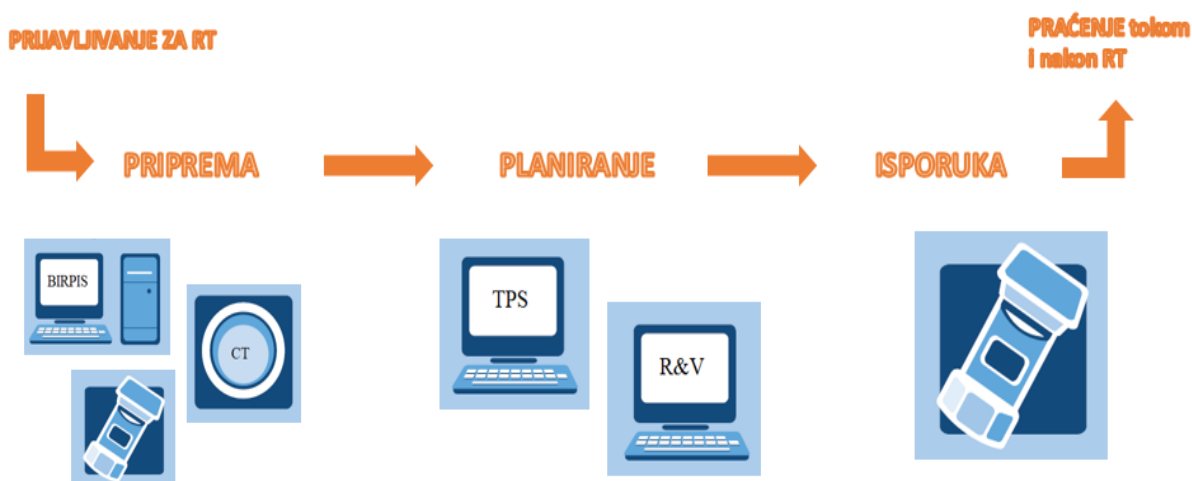 PRIJAVLJIVANJE ZA RT
PRAĆENJE tokom
i nakon RT
PRIPREMA
PLANIRANJE
ISPORUKA
BIRPIS
CT
TPS
R&V